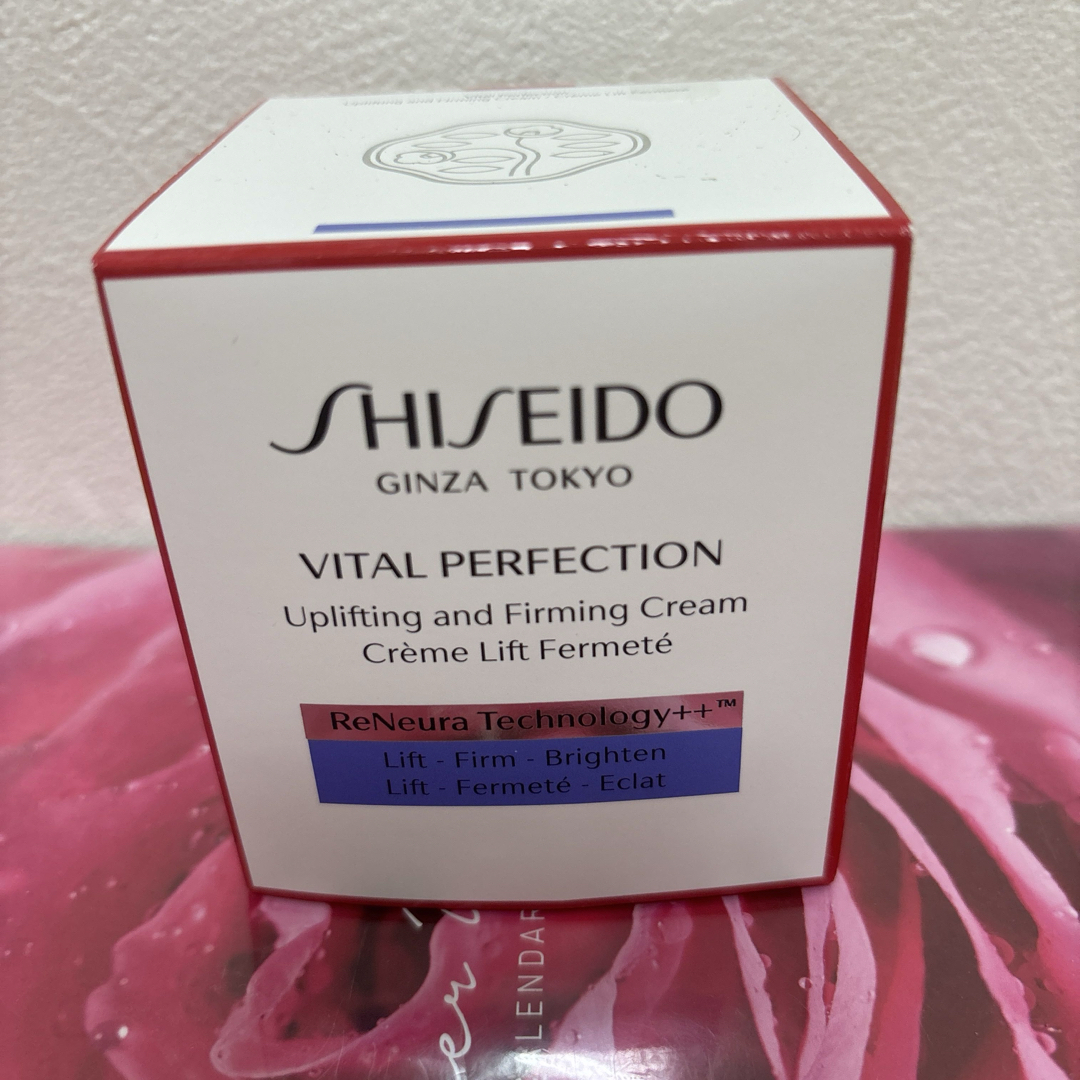 SHISEIDO
GINZA TOKYO
VITAL PERFECTION
Uplifting and Firming Cream
Crème Lift Fermeté
ReNeura Technology++™
Lift - Firm - Brighten
Lift - Fermeté - Eclat